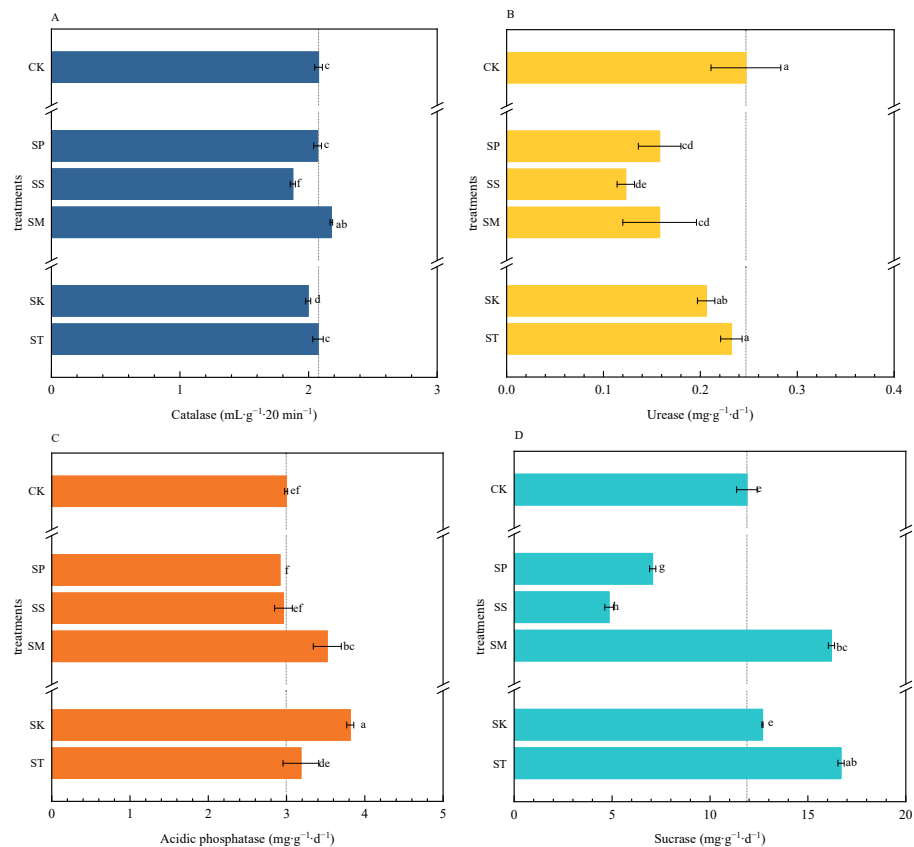 A
CK
c
SP
c
SS
f
treatments
SM
ab
SK
d
ST
c
0 1 2 3
Catalase (mL·g⁻¹·20 min⁻¹)
B
CK
a
SP
cd
SS
de
treatments
SM
cd
SK
ab
ST
a
0.0 0.1 0.2 0.3 0.4
Urease (mg·g⁻¹·d⁻¹)
C
CK
ef
SP
f
SS
ef
treatments
SM
bc
SK
a
ST
de
0 1 2 3 4 5
Acidic phosphatase (mg·g⁻¹·d⁻¹)
D
CK
e
SP
g
SS
h
treatments
SM
bc
SK
e
ST
ab
0 5 10 15 20
Sucrase (mg·g⁻¹·d⁻¹)